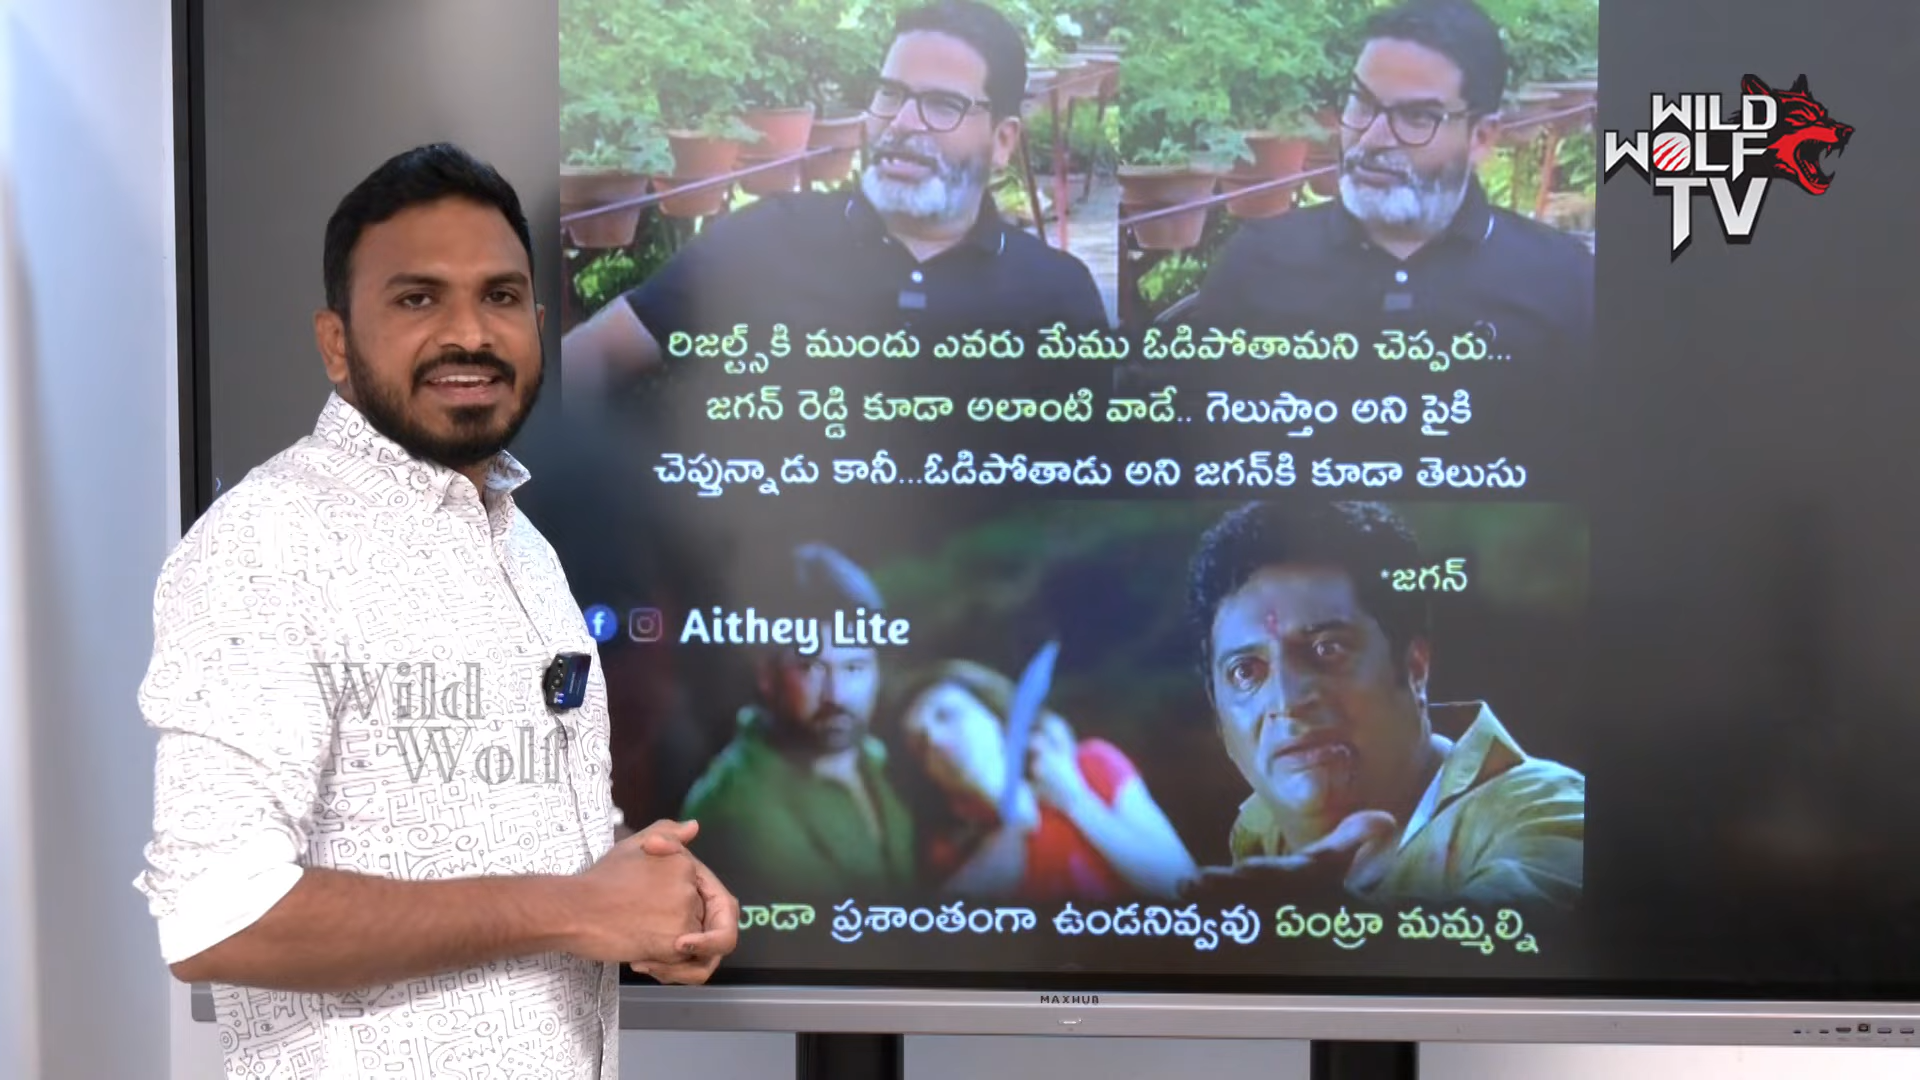 WILD
WOLF
TV
రిజల్ట్స్‌కి ముందు ఎవరు మేము ఓడిపోతామని చెప్పరు...
జగన్ రెడ్డి కూడా అలాంటి వాడే.. గెలుస్తాం అని పైకి
చెప్తున్నాడు కానీ...ఓడిపోతాడు అని జగన్‌కి కూడా తెలుసు
*జగన్
Aithey Lite
Wild
Wolf
ప్రశాంతంగా ఉండనివ్వవు ఏంట్రా మమ్మల్ని
MAXHUB